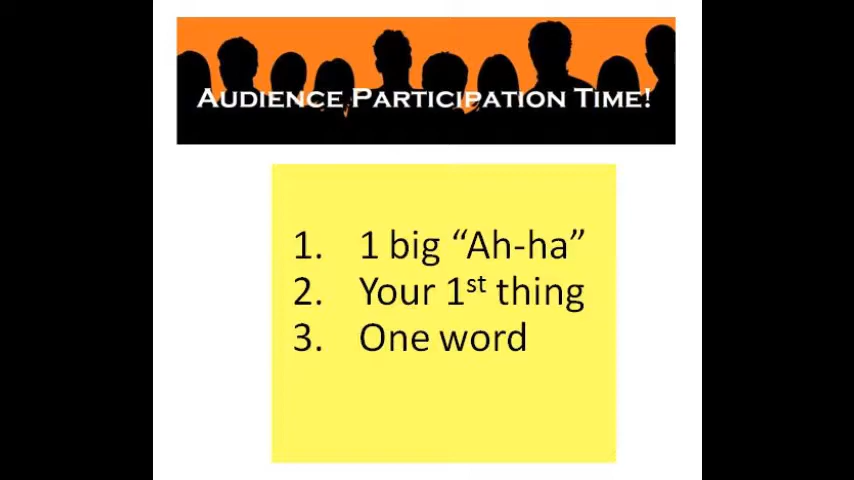 AUDIENCE PARTICIPATION TIME!
1. 1 big “Ah-ha”
2. Your 1st thing
3. One word